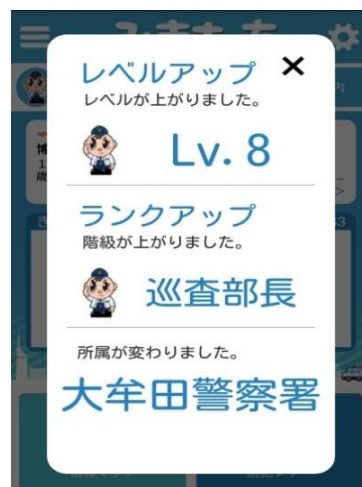 レベルアップ ×
レベルが上がりました。
Lv. 8
ランクアップ
階級が上がりました。
巡査部長
所属が変わりました。
大牟田警察署